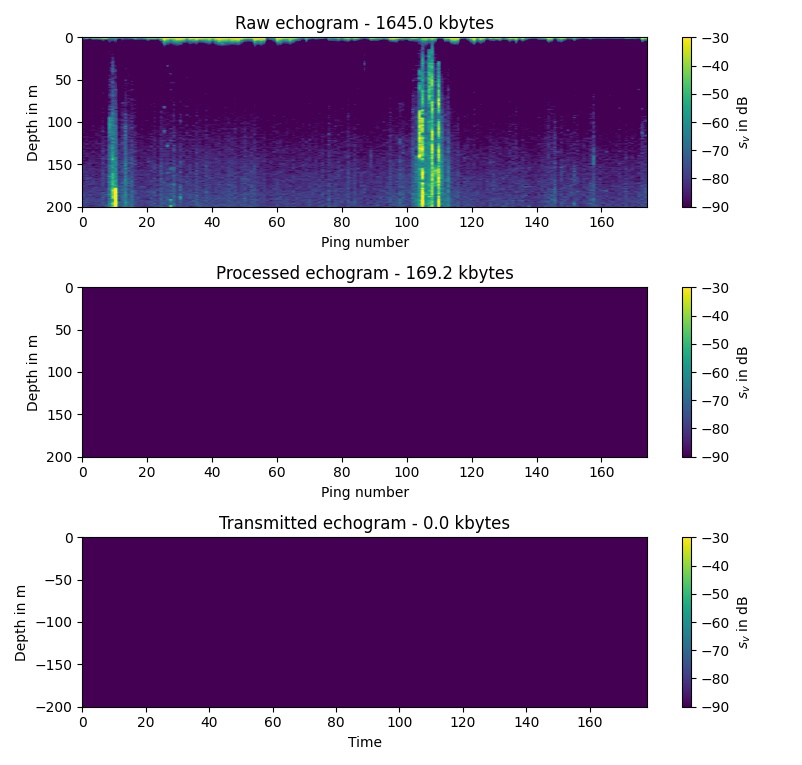 Raw echogram - 1645.0 kbytes
0
50
100
150
200
Depth in m
0 20 40 60 80 100 120 140 160
Ping number
−30
−40
−50
−60
−70
−80
−90
sv in dB
Processed echogram - 169.2 kbytes
0
50
100
150
200
Depth in m
0 20 40 60 80 100 120 140 160
Ping number
−30
−40
−50
−60
−70
−80
−90
sv in dB
Transmitted echogram - 0.0 kbytes
0
−50
−100
−150
−200
Depth in m
0 20 40 60 80 100 120 140 160
Time
−30
−40
−50
−60
−70
−80
−90
sv in dB